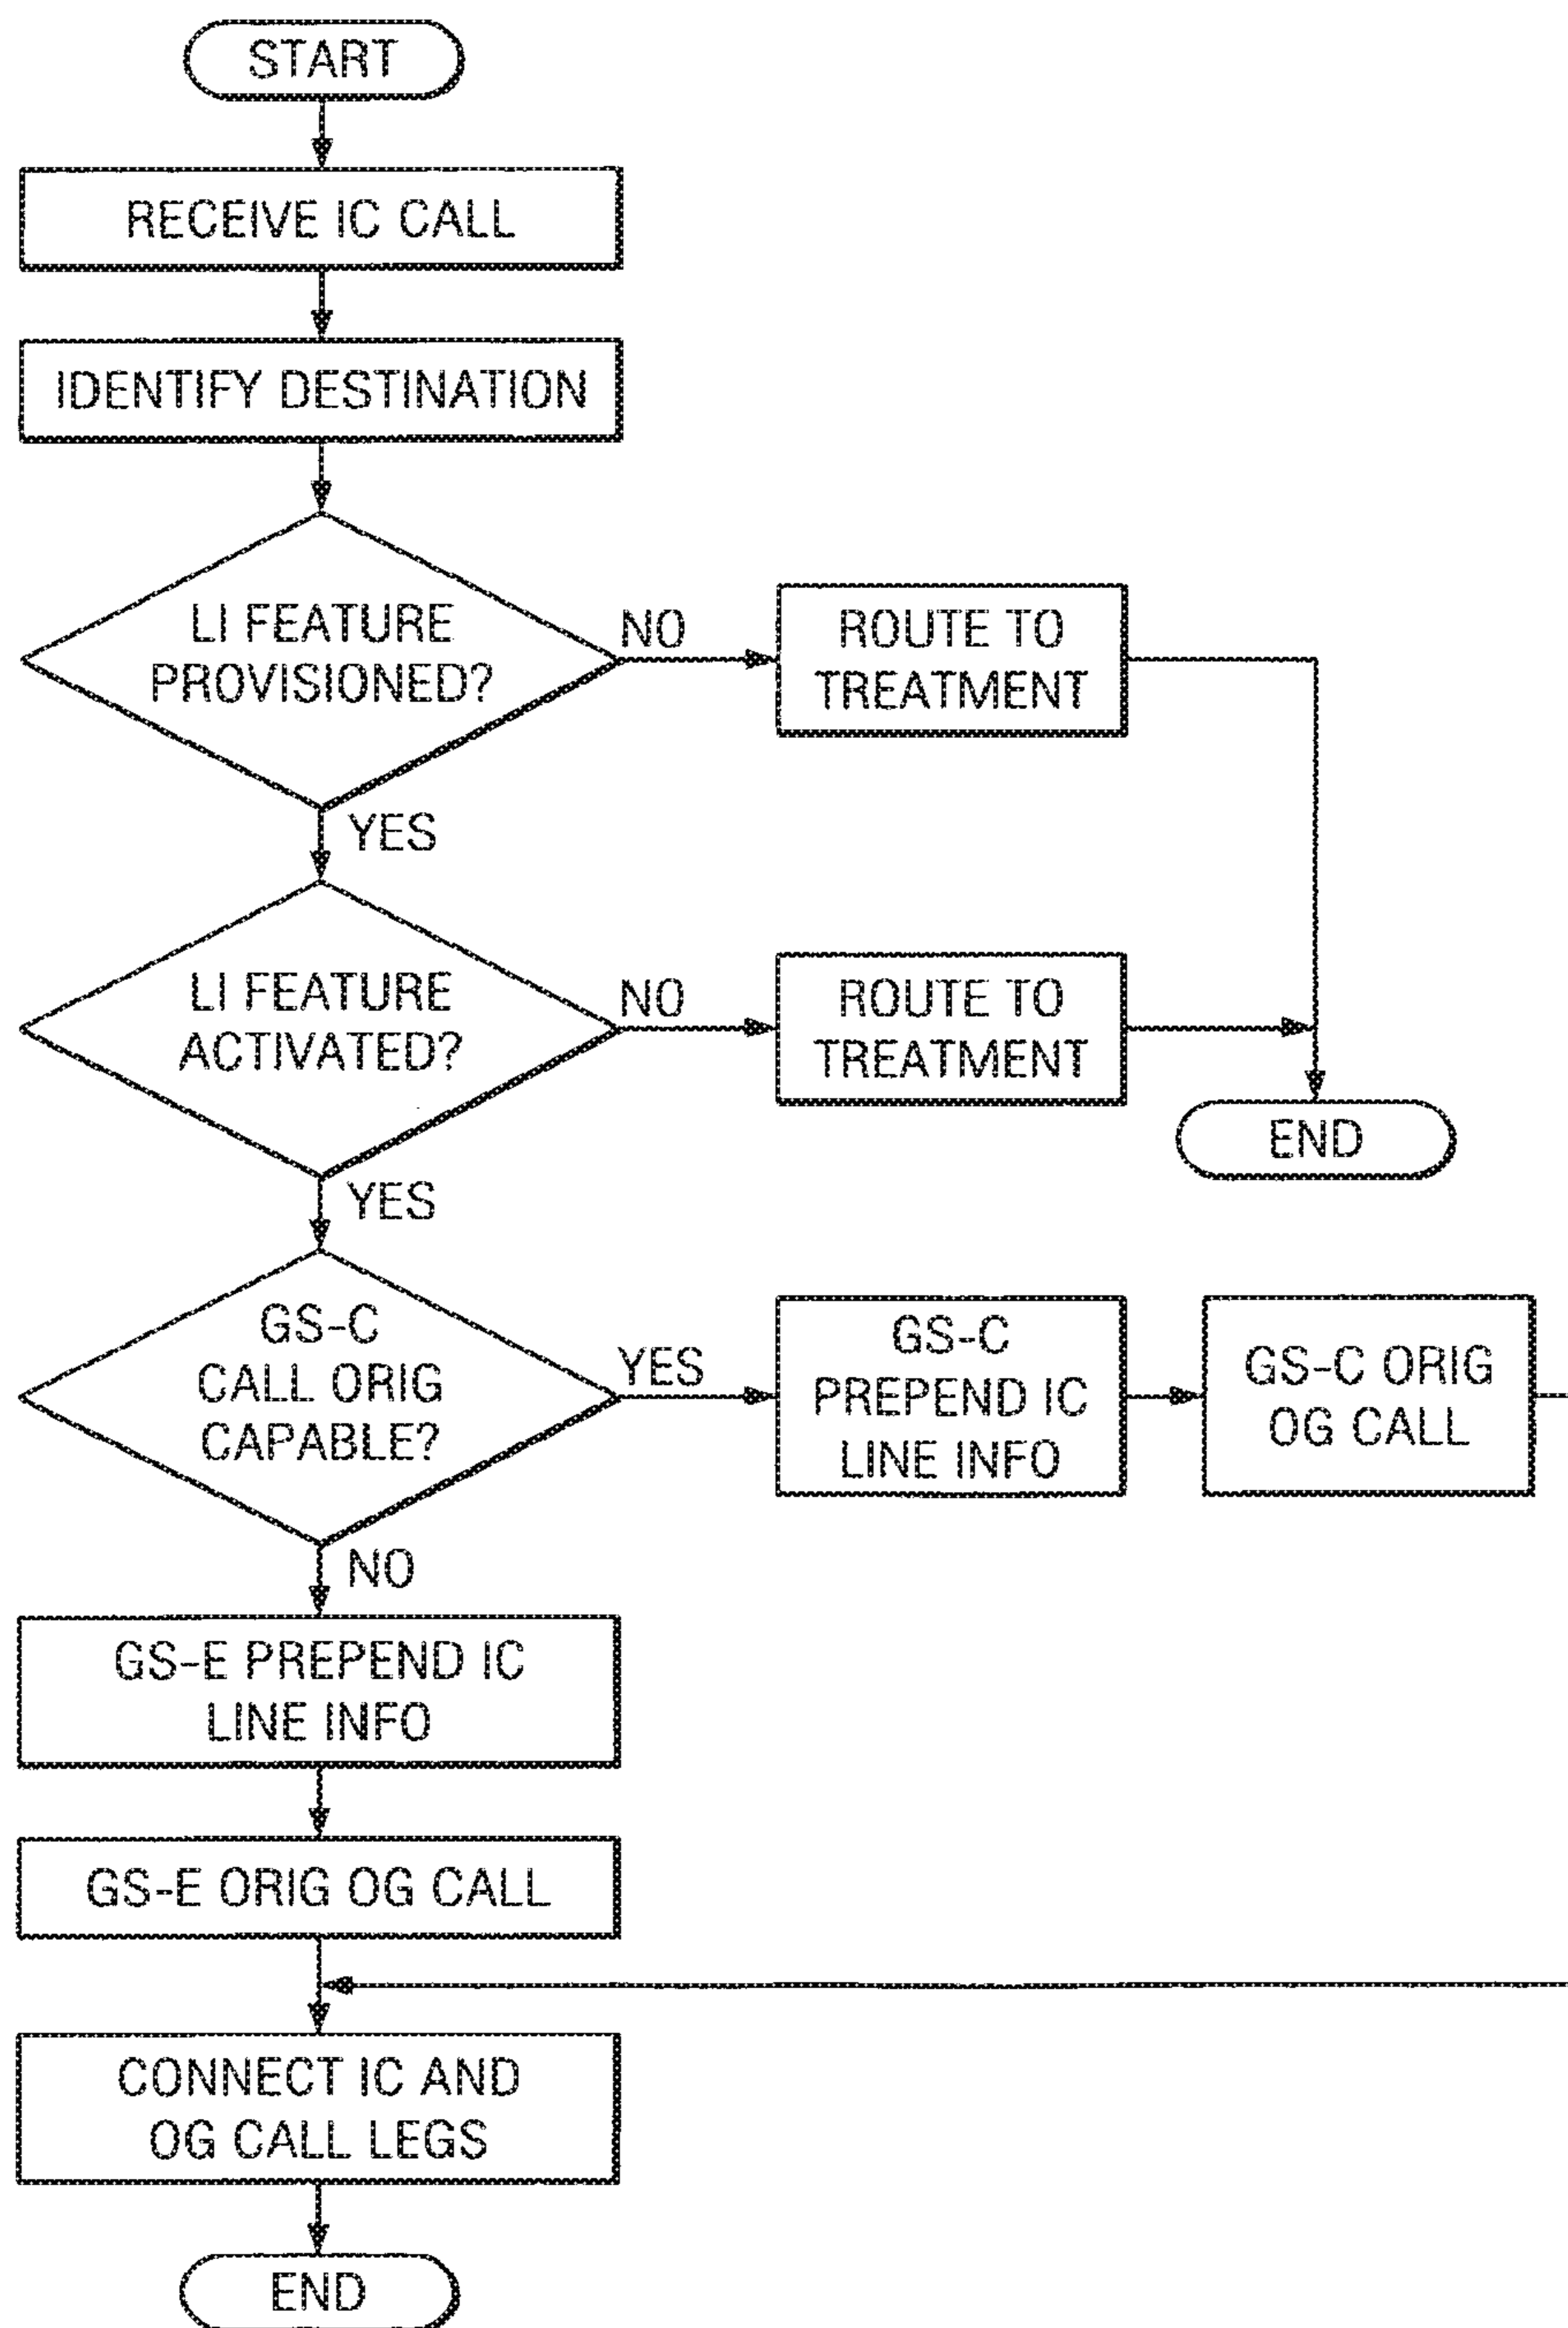 START
RECEIVE IC CALL
IDENTIFY DESTINATION
LI FEATURE
PROVISIONED?
NO
ROUTE TO
TREATMENT
YES
LI FEATURE
ACTIVATED?
NO
ROUTE TO
TREATMENT
END
YES
GS-C
CALL ORIG
CAPABLE?
YES
GS-C
PREPEND IC
LINE INFO
GS-C ORIG
OG CALL
NO
GS-E PREPEND IC
LINE INFO
GS-E ORIG OG CALL
CONNECT IC AND
OG CALL LEGS
END